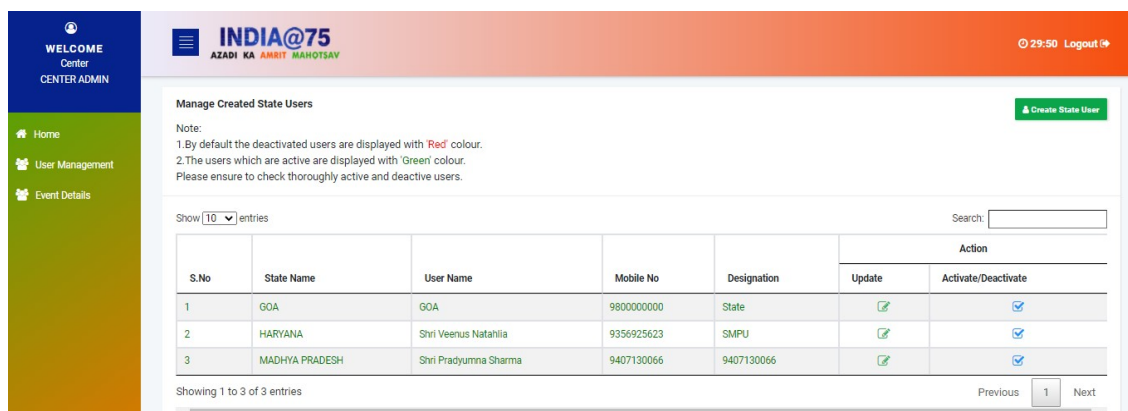 WELCOME
Center
CENTER ADMIN
Home
User Management
Event Details
INDIA@75
AZADI KA AMRIT MAHOTSAV
29:50 Logout
Manage Created State Users
Create State User
Note:
1.By default the deactivated users are displayed with 'Red' colour.
2.The users which are active are displayed with 'Green' colour.
Please ensure to check thoroughly active and deactive users.
Show 10 entries
Search:
Action
S.No State Name User Name Mobile No Designation Update Activate/Deactivate
1 GOA GOA 9800000000 State
2 HARYANA Shri Veenus Natahlia 9356925623 SMPU
3 MADHYA PRADESH Shri Pradyumna Sharma 9407130066 9407130066
Showing 1 to 3 of 3 entries
Previous 1 Next